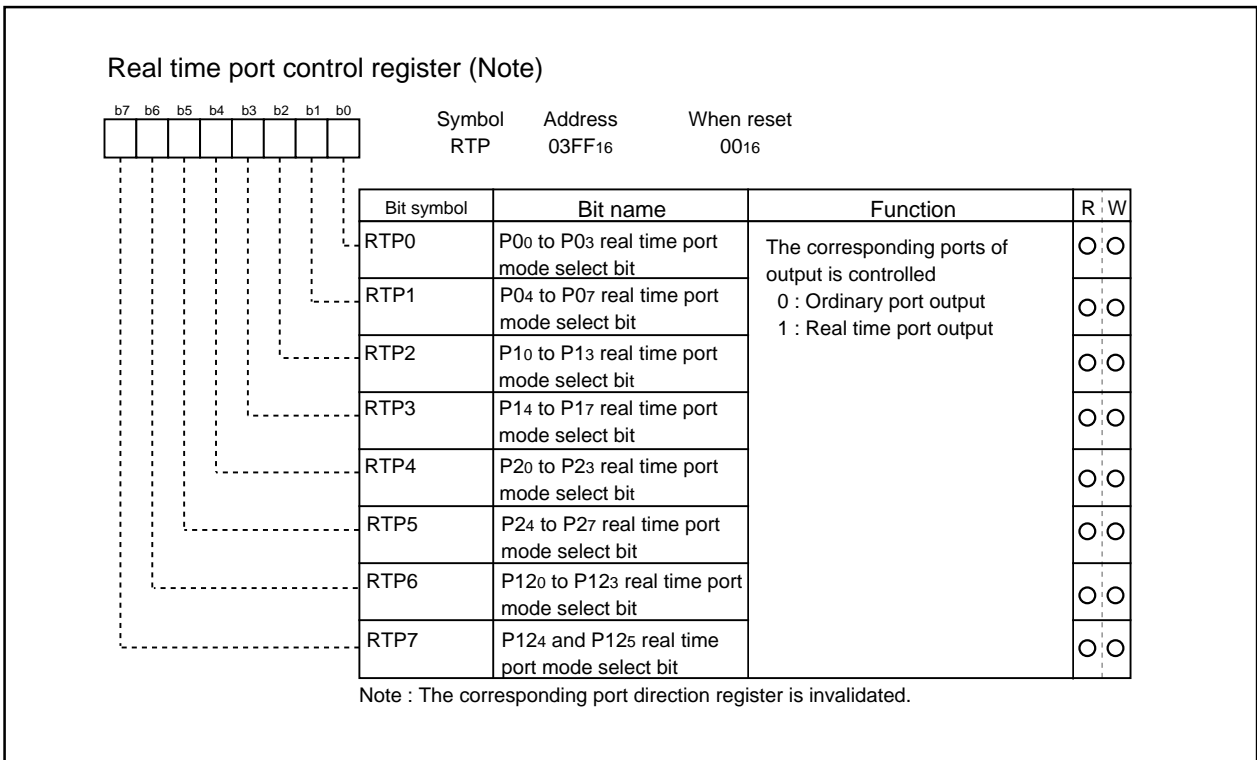 Real time port control register (Note)
b7 b6 b5 b4 b3 b2 b1 b0
Symbol Address When reset
RTP 03FF16 0016
Bit symbol Bit name Function R W
RTP0 P00 to P03 real time port
mode select bit
The corresponding ports of
output is controlled
0 : Ordinary port output
1 : Real time port output
RTP1 P04 to P07 real time port
mode select bit
RTP2 P10 to P13 real time port
mode select bit
RTP3 P14 to P17 real time port
mode select bit
RTP4 P20 to P23 real time port
mode select bit
RTP5 P24 to P27 real time port
mode select bit
RTP6 P120 to P123 real time port
mode select bit
RTP7 P124 and P125 real time
port mode select bit
Note : The corresponding port direction register is invalidated.